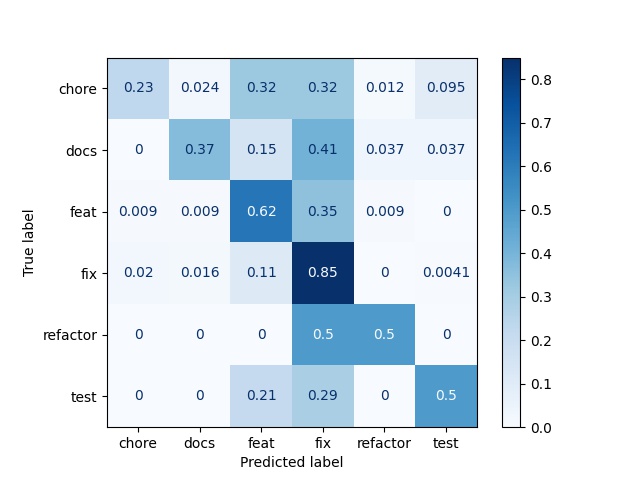 chore 0.23 0.024 0.32 0.32 0.012 0.095
docs 0 0.37 0.15 0.41 0.037 0.037
feat 0.009 0.009 0.62 0.35 0.009 0
fix 0.02 0.016 0.11 0.85 0 0.0041
refactor 0 0 0 0.5 0.5 0
test 0 0 0.21 0.29 0 0.5
chore docs feat fix refactor test
Predicted label
True label
0.8
0.7
0.6
0.5
0.4
0.3
0.2
0.1
0.0